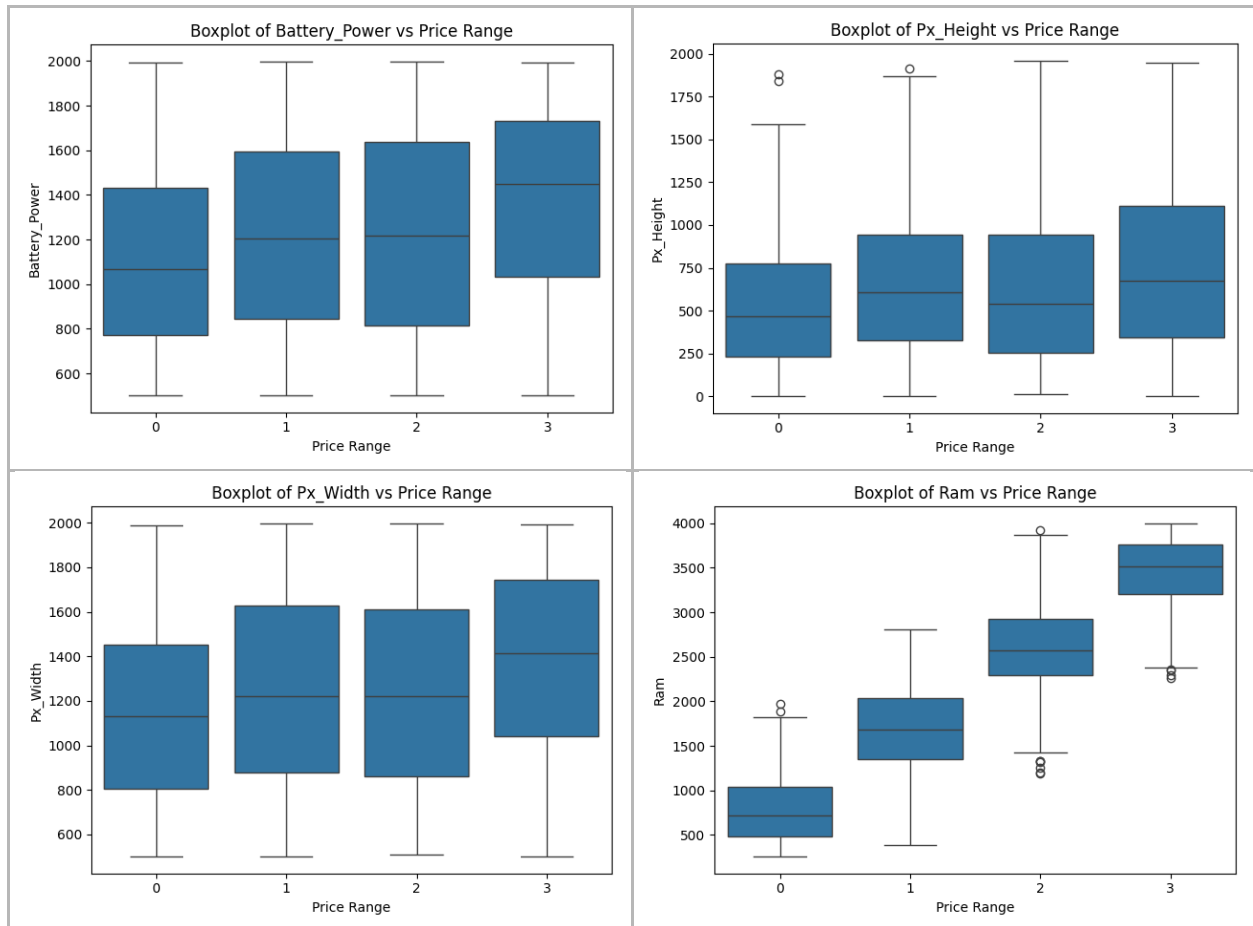 Boxplot of Battery_Power vs Price Range
2000
1800
1600
1400
1200
1000
800
600
Battery_Power
0 1 2 3
Price Range
Boxplot of Px_Height vs Price Range
2000
1750
1500
1250
1000
750
500
250
0
Px_Height
0 1 2 3
Price Range
Boxplot of Px_Width vs Price Range
2000
1800
1600
1400
1200
1000
800
600
Px_Width
0 1 2 3
Price Range
Boxplot of Ram vs Price Range
4000
3500
3000
2500
2000
1500
1000
500
Ram
0 1 2 3
Price Range